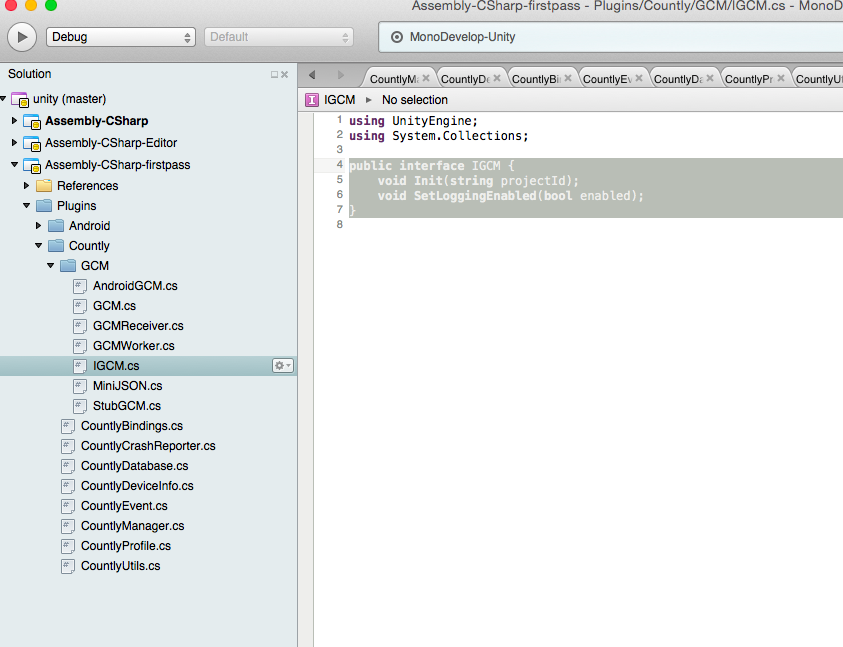 Assembly-CSharp-firstpass - Plugins/Countly/GCM/IGCM.cs - MonoD
Debug
Default
MonoDevelop-Unity
Solution
CountlyM
CountlyDe
CountlyBi
CountlyEv
CountlyDa
CountlyPr
CountlyUt
unity (master)
Assembly-CSharp
Assembly-CSharp-Editor
Assembly-CSharp-firstpass
References
Plugins
Android
Countly
GCM
AndroidGCM.cs
GCM.cs
GCMReceiver.cs
GCMWorker.cs
IGCM.cs
MiniJSON.cs
StubGCM.cs
CountlyBindings.cs
CountlyCrashReporter.cs
CountlyDatabase.cs
CountlyDeviceInfo.cs
CountlyEvent.cs
CountlyManager.cs
CountlyProfile.cs
CountlyUtils.cs
I IGCM ▸ No selection
1 using UnityEngine;
2 using System.Collections;
3
4 public interface IGCM {
5 void Init(string projectId);
6 void SetLoggingEnabled(bool enabled);
7 }
8